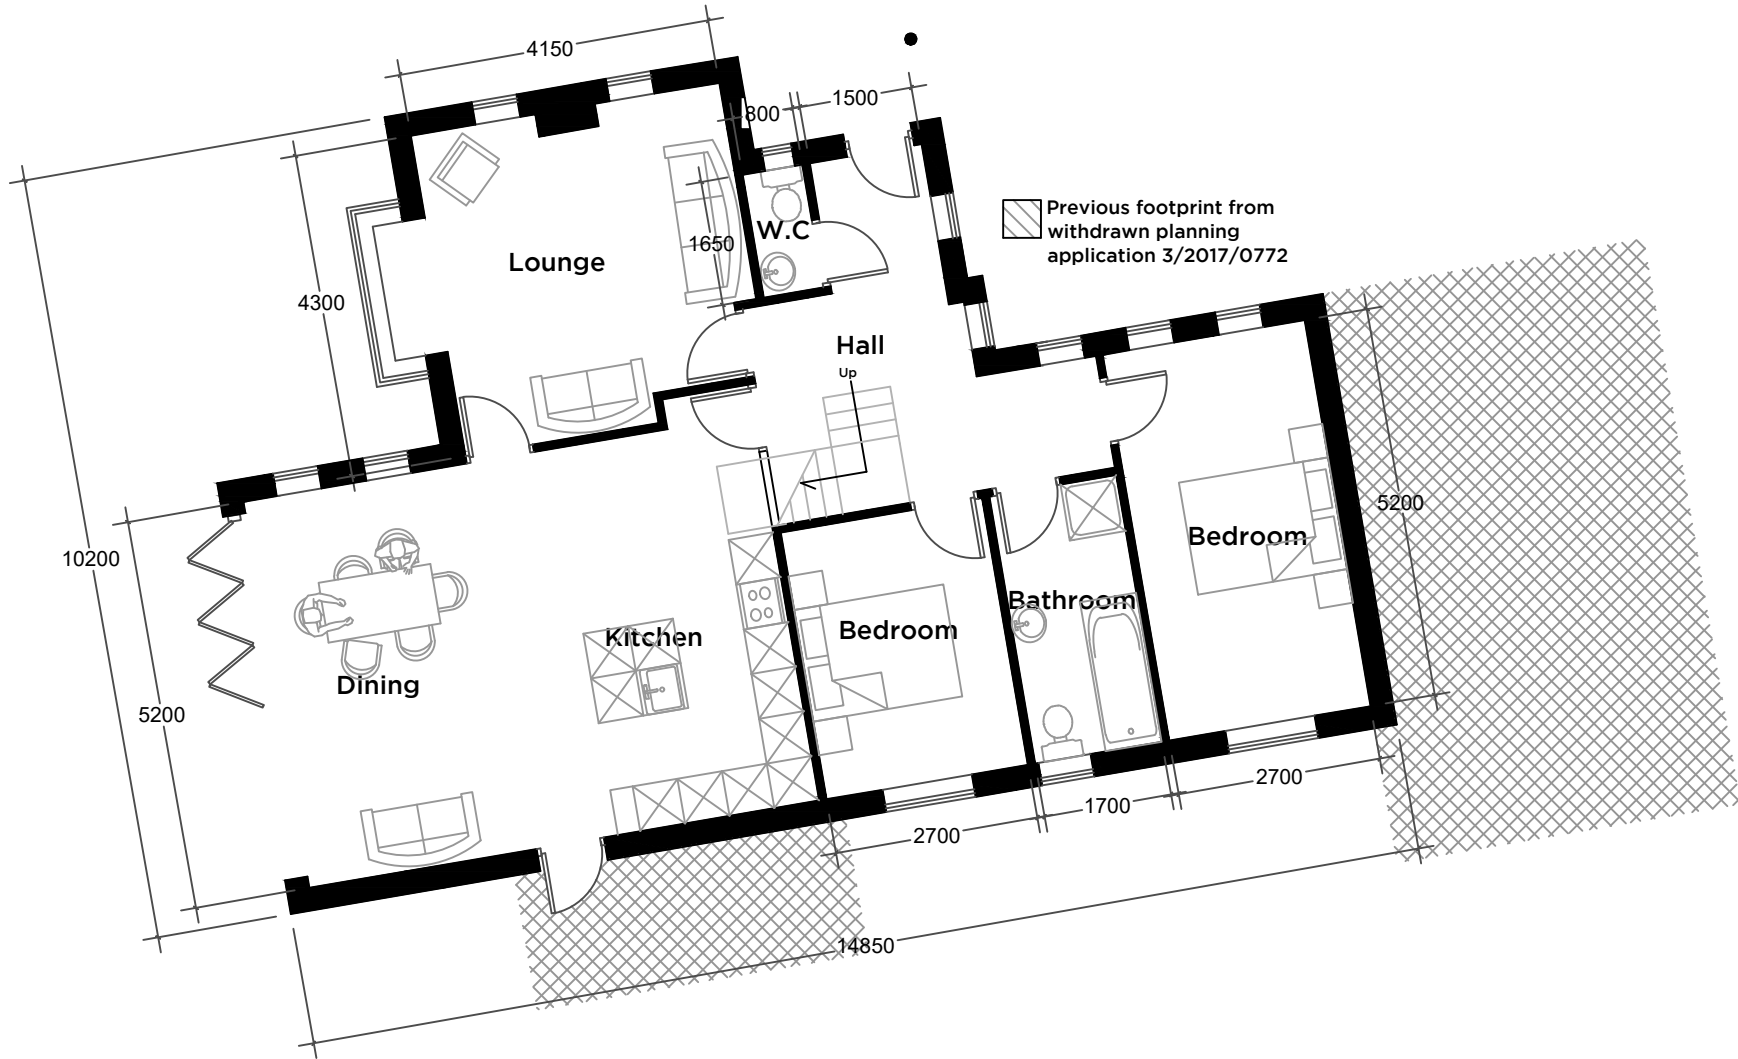 4150
800
1500
Previous footprint from
withdrawn planning
application 3/2017/0772
W.C
1650
Lounge
4300
Hall
Up
5200
Bedroom
10200
Bathroom
Bedroom
Kitchen
Dining
5200
2700
1700
2700
14850